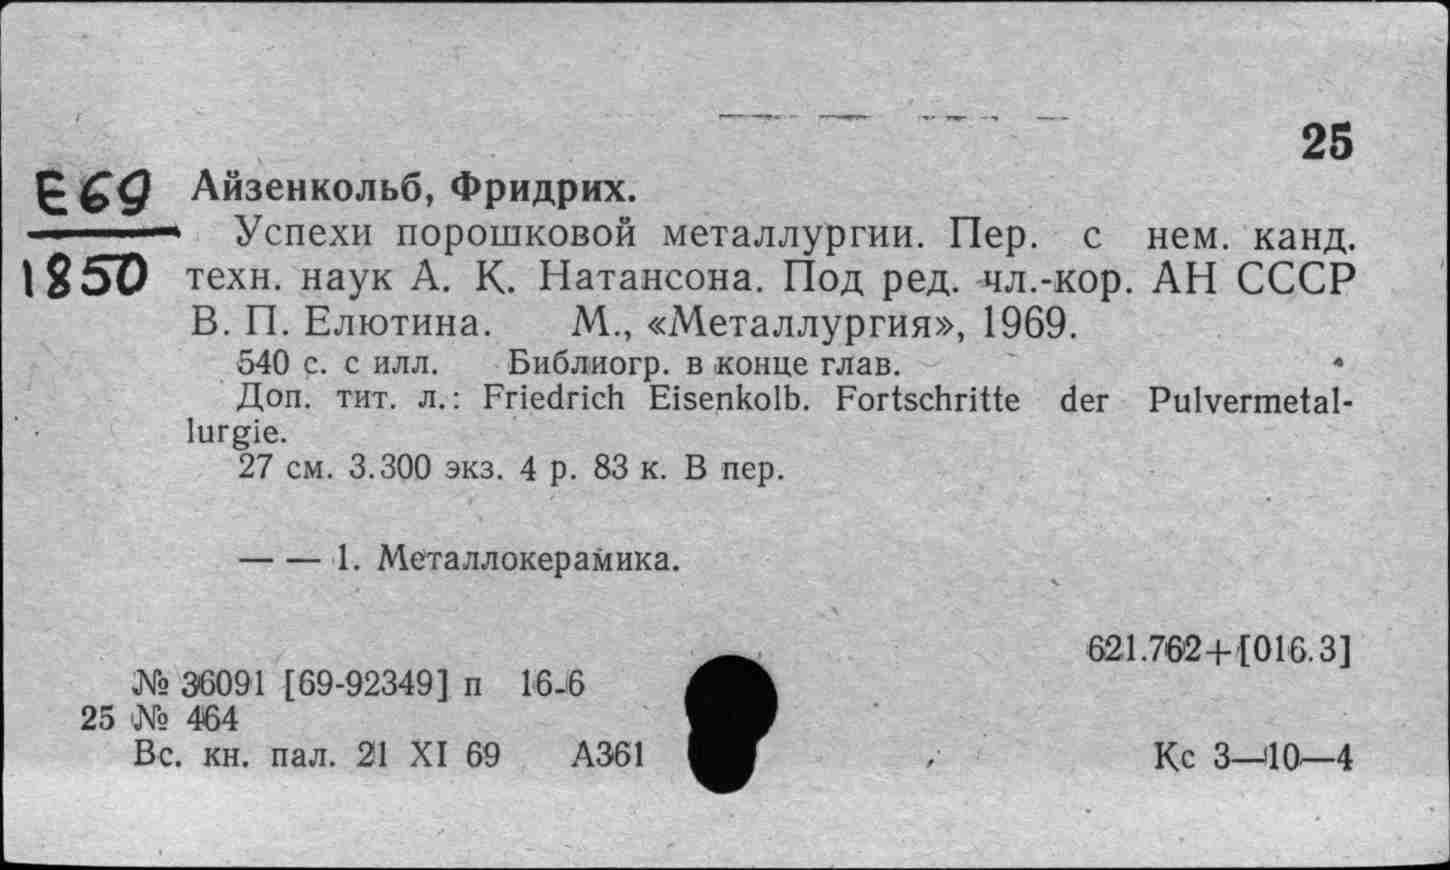 25
Е69 Айзенкольб, Фридрих.
Успехи порошковой металлургии. Пер. с нем. канд.
1850 техн. наук А. К. Натансона. Под ред. чл.-кор. АН СССР
В. П. Елютина. М., «Металлургия», 1969.
540 с. с илл. Библиогр. в конце глав.
Доп. тит. л.: Friedrich Eisenkolb. Fortschritte der Pulvermetal-
lurgie.
27 см. 3.300 экз. 4 р. 83 к. В пер.
— — 1. Металлокерамика.
621.762+[016.3]
№ 36091 [69-92349] п 16-6
25 № 464
Вс. кн. пал. 21 XI 69 А361
Кс 3—10—4